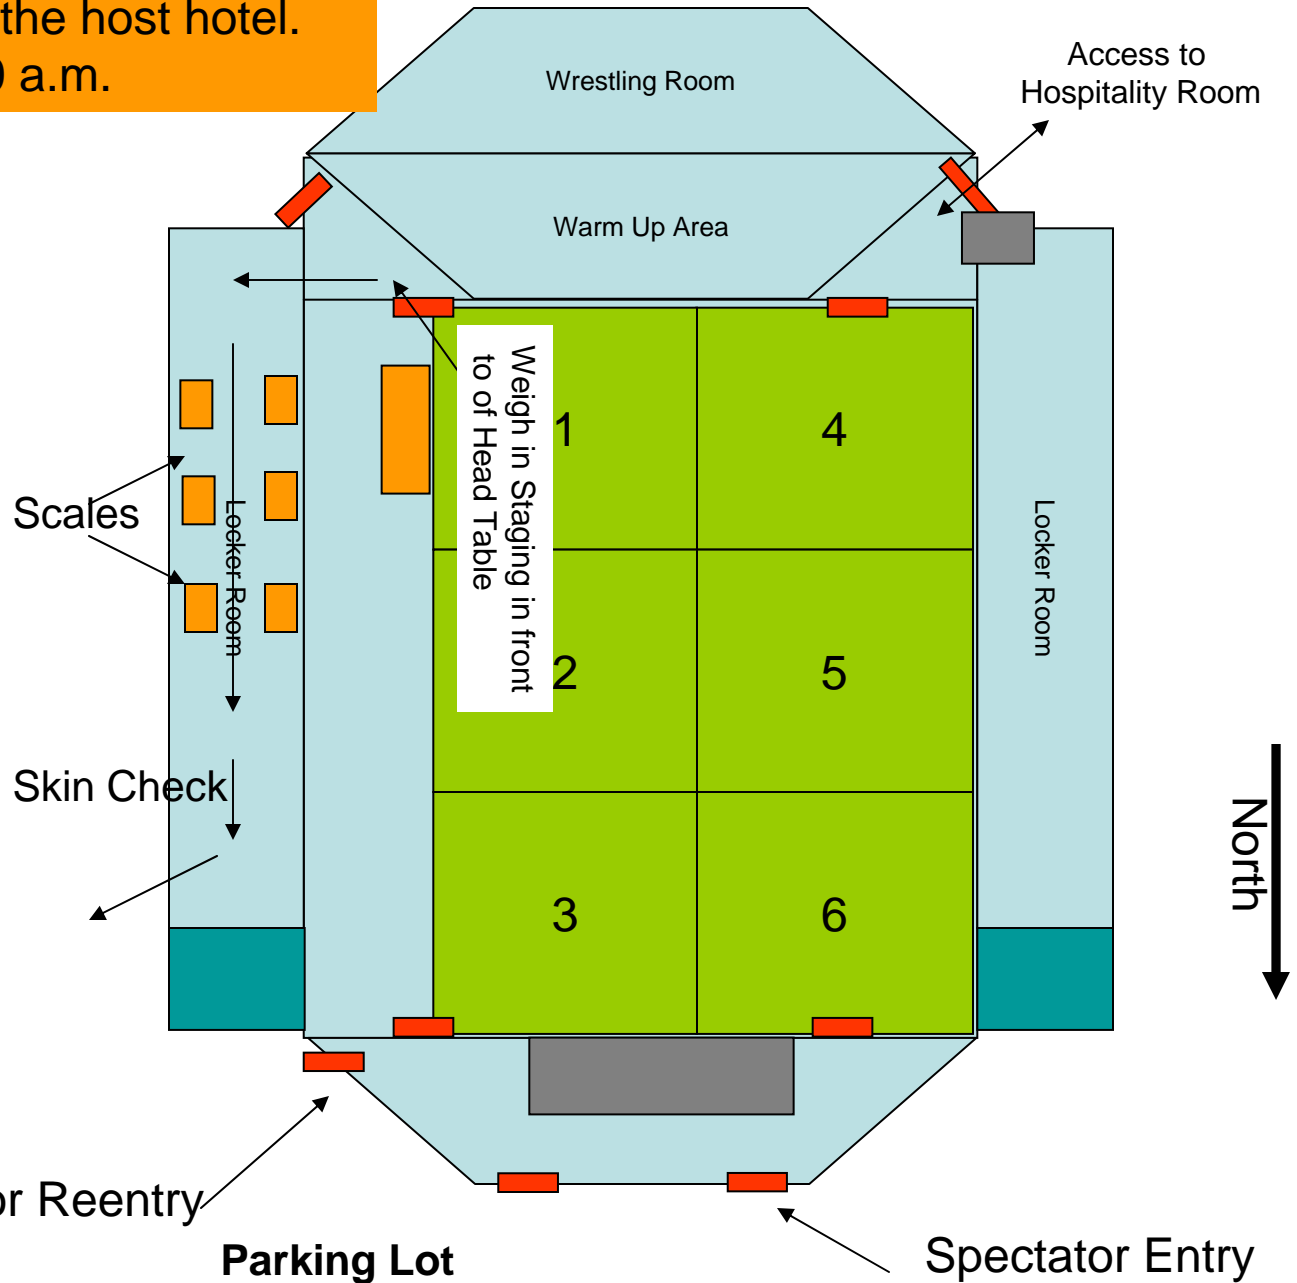 the host hotel.
a.m.
Wrestling Room
Access to
Hospitality Room
Warm Up Area
Weigh in Staging in front
to of Head Table
1
4
Scales
Locker Room
Locker Room
2
5
Skin Check
North
3
6
Reentry
Parking Lot
Spectator Entry